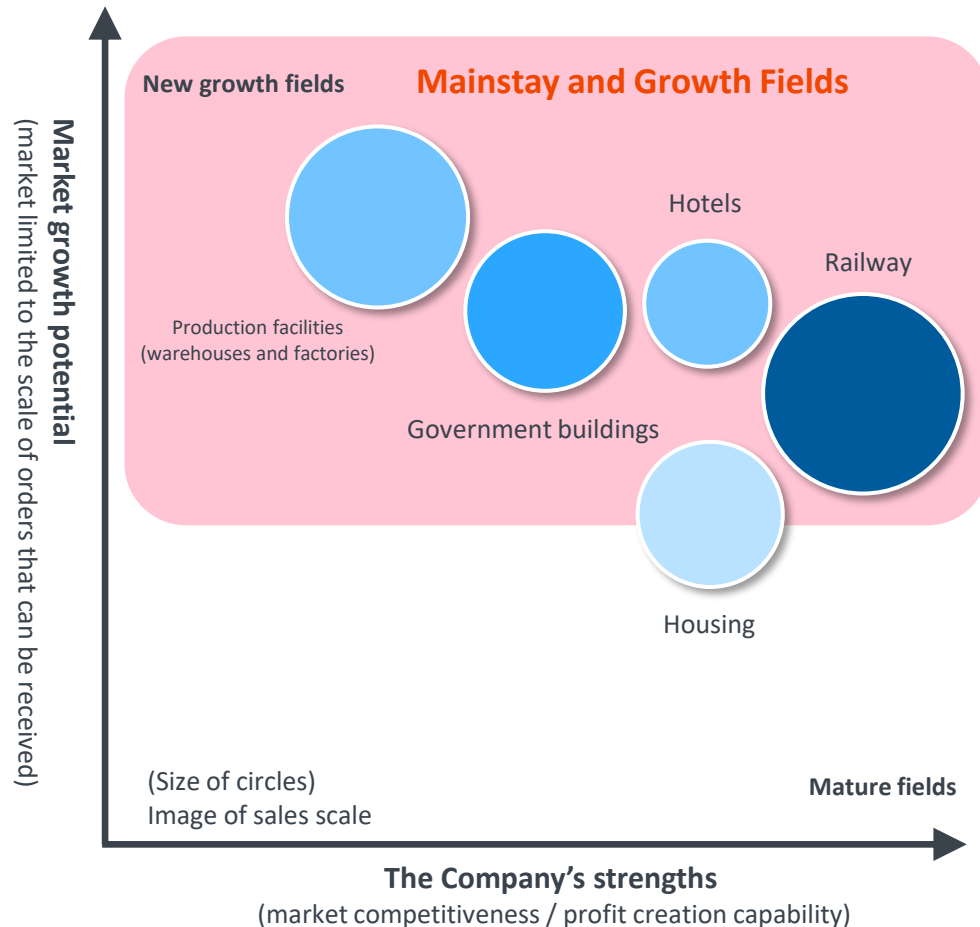 New growth fields
Mainstay and Growth Fields
Market growth potential
(market limited to the scale of orders that can be received)
Hotels
Railway
Production facilities
(warehouses and factories)
Government buildings
Housing
(Size of circles)
Image of sales scale
Mature fields
The Company’s strengths
(market competitiveness / profit creation capability)